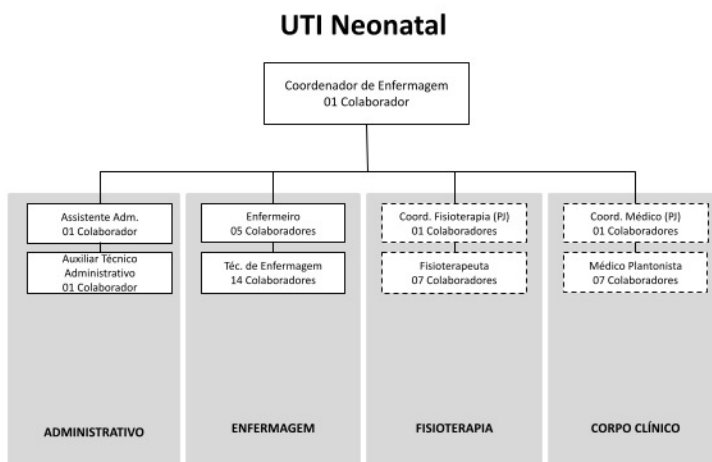 UTI Neonatal
Coordenador de Enfermagem
01 Colaborador
Assistente Adm.
01 Colaborador
Auxiliar Técnico
Administrativo
01 Colaborador
ADMINISTRATIVO
Enfermeiro
05 Colaboradores
Téc. de Enfermagem
14 Colaboradores
ENFERMAGEM
Coord. Fisioterapia (PJ)
01 Colaboradores
Fisioterapeuta
07 Colaboradores
FISIOTERAPIA
Coord. Médico (PJ)
01 Colaboradores
Médico Plantonista
07 Colaboradores
CORPO CLÍNICO